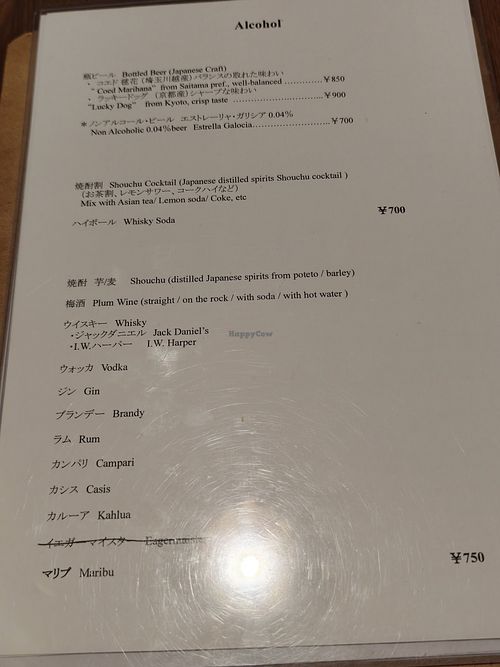 Alcohol
瓶ビール Bottled Beer (Japanese Craft)
・ コエド 毬花 (埼玉川越産) バランスの取れた味わい
“ Coed Marihana” from Saitama pref., well-balanced …………¥850
・ ラッキードッグ (京都産) シャープな味わい
“Lucky Dog” from Kyoto, crisp taste ……………………..¥900
*ノンアルコール・ビール エストレーリャ・ガリシア 0.04%
Non Alcoholic 0.04%beer Estrella Galocia…………………..¥700
焼酎割 Shouchu Cocktail (Japanese distilled spirits Shouchu cocktail )
(お茶割、レモンサワー、コークハイなど)
Mix with Asian tea/ Lemon soda/ Coke, etc
¥700
ハイボール Whisky Soda
焼酎 芋/麦 Shouchu (distilled Japanese spirits from poteto / barley)
梅酒 Plum Wine (straight / on the rock / with soda / with hot water )
ウイスキー Whisky
・ジャックダニエル Jack Daniel's
・I.W.ハーパー I.W. Harper
HappyCow
ウォッカ Vodka
ジン Gin
ブランデー Brandy
ラム Rum
カンパリ Campari
カシス Casis
カルーア Kahlua
イエガーマイスター
¥750
マリブ Maribu